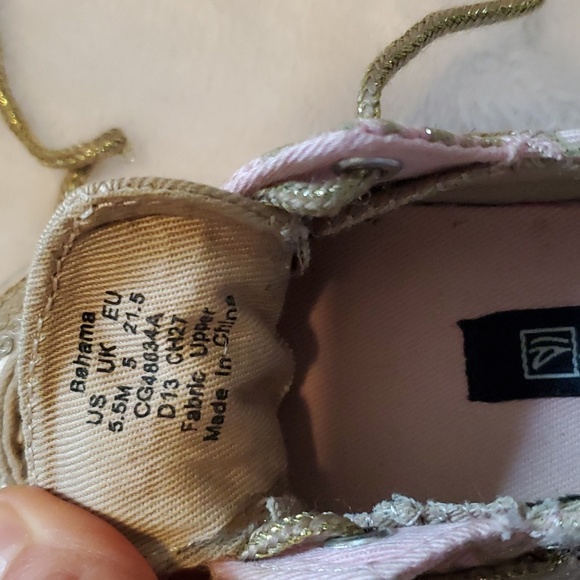 Bahama
US UK EU
5.5M 5 21.5
CG48634A
D13 CH27
Fabric Upper
Made In China